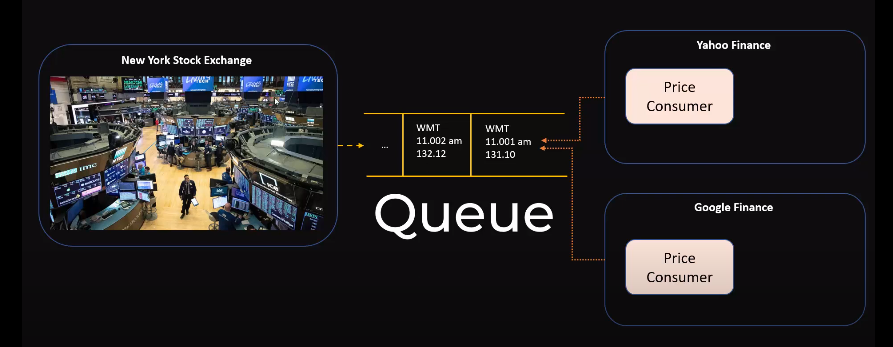 New York Stock Exchange
imc
...
WMT
11.002 am
132.12
WMT
11.001 am
131.10
Queue
Yahoo Finance
Price
Consumer
Google Finance
Price
Consumer